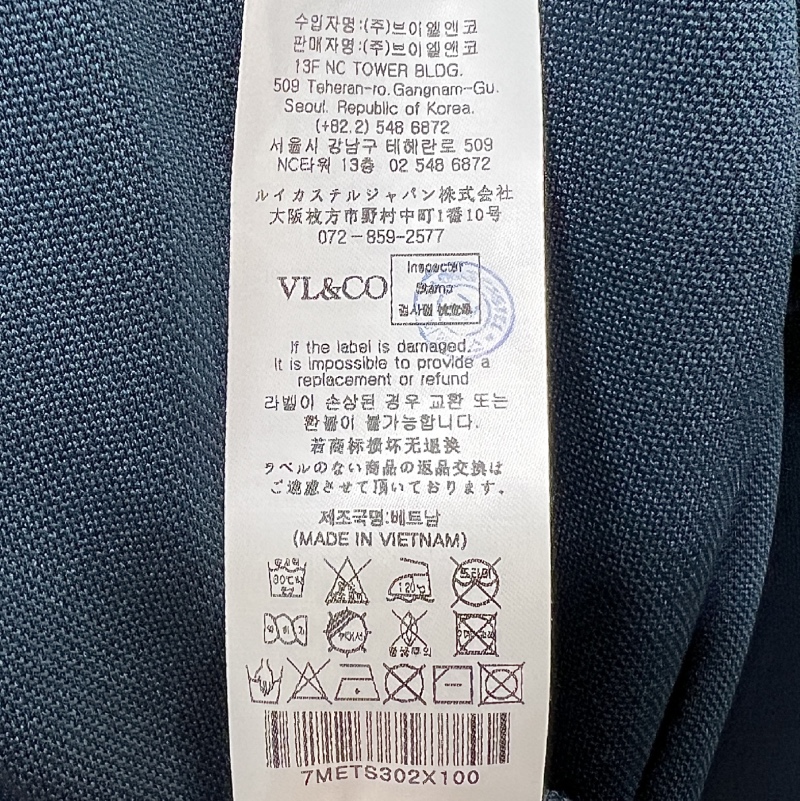 수입자명:(주)브이엘앤코
판매자명:(주)브이엘앤코
13F NC TOWER BLDG.
509 Teheran-ro. Gangnam-Gu.
Seoul. Republic of Korea.
(+82.2) 548 6872
서울시 강남구 테헤란로 509
NC타워 13층 02 548 6872
ルイカステルジャパン株式会社
大阪枚方市野村中町1番10号
072-859-2577
VL&CO
Inspector
Stamp
검사필
If the label is damaged.
It is impossible to provide a
replacement or refund
라벨이 손상된 경우 교환 또는
환불이 불가능합니다.
若商标损坏无退换
ラベルのない商品の返品交換は
ご遠慮させて頂いております。
제조국명:베트남
(MADE IN VIETNAM)
120℃
드라이
7METS302X100